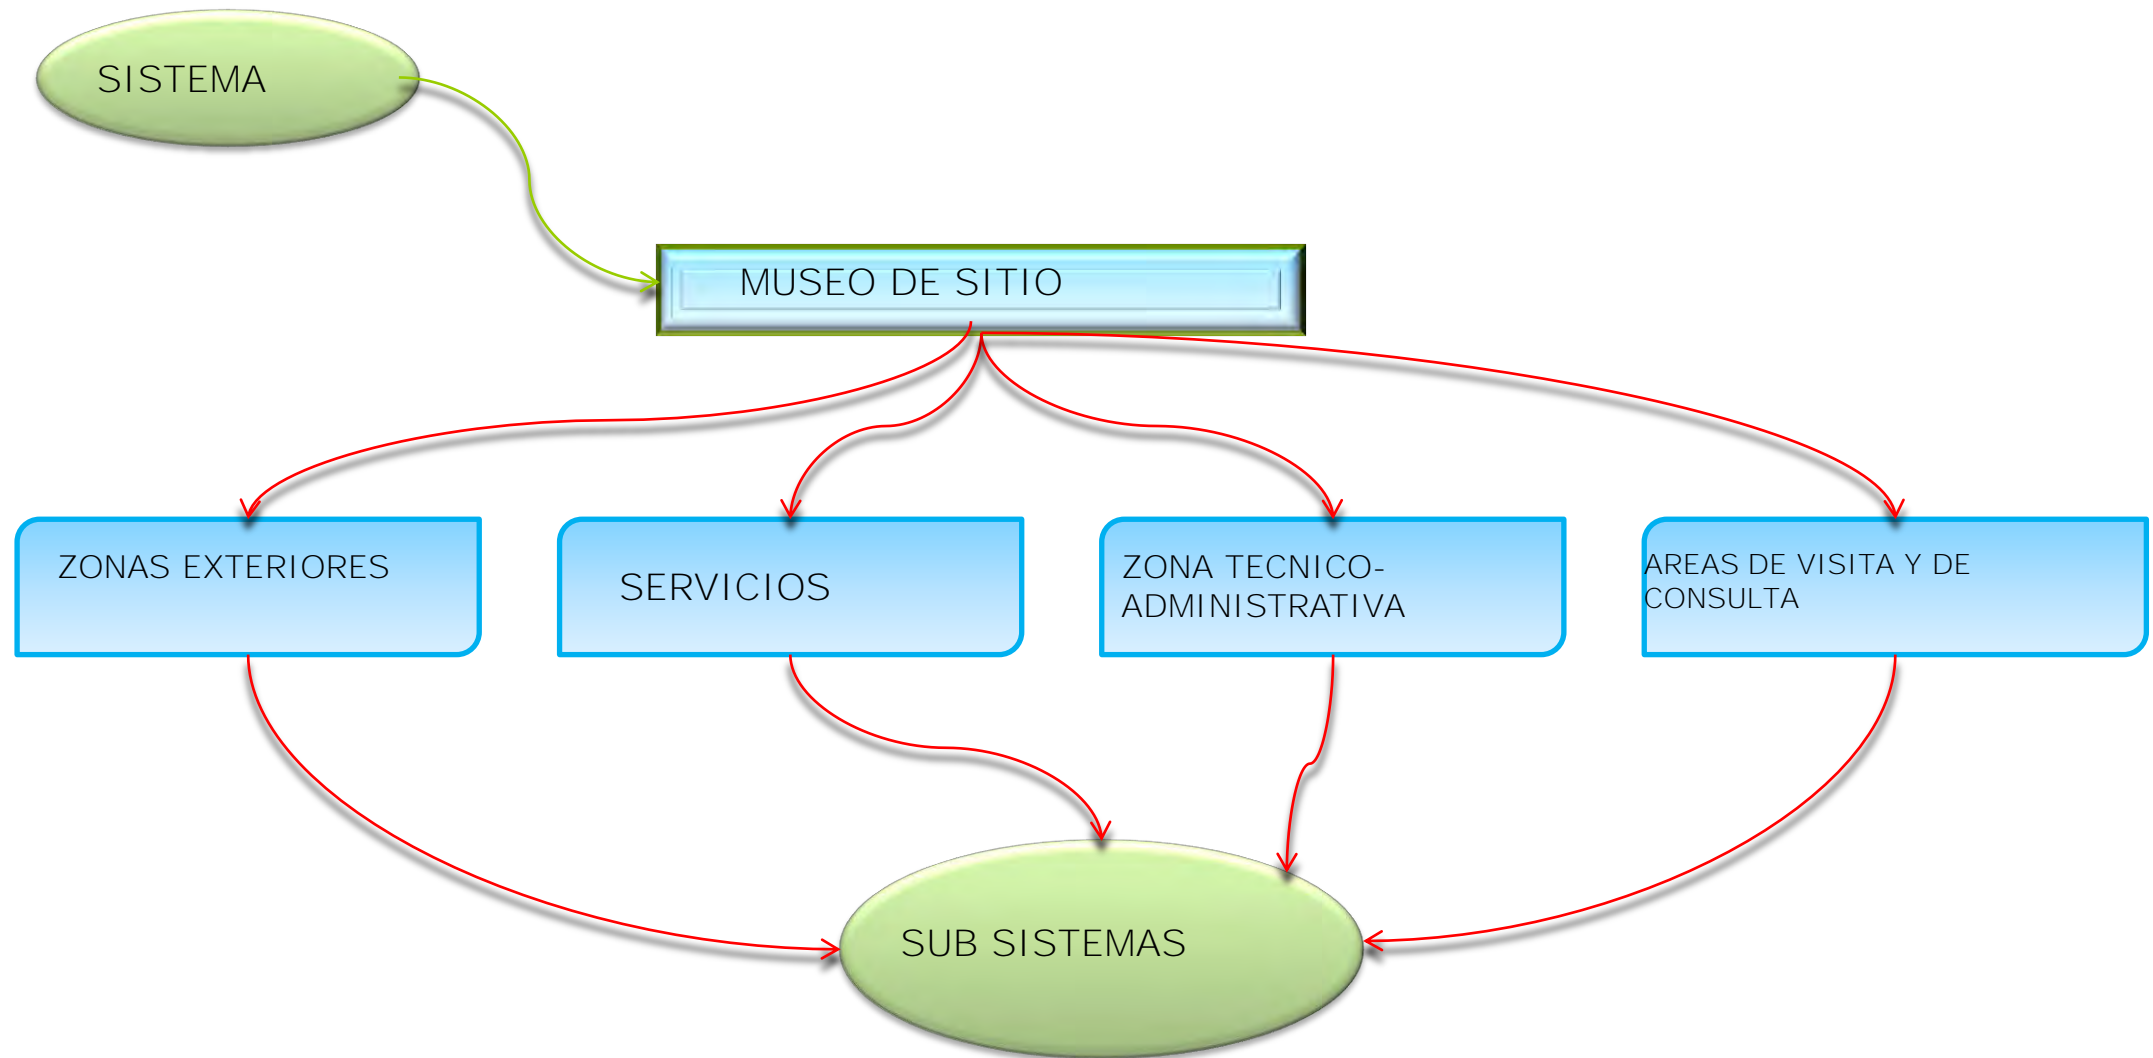 SISTEMA
MUSEO DE SITIO
ZONAS EXTERIORES
SERVICIOS
ZONA TECNICO-
ADMINISTRATIVA
AREAS DE VISITA Y DE
CONSULTA
SUB SISTEMAS